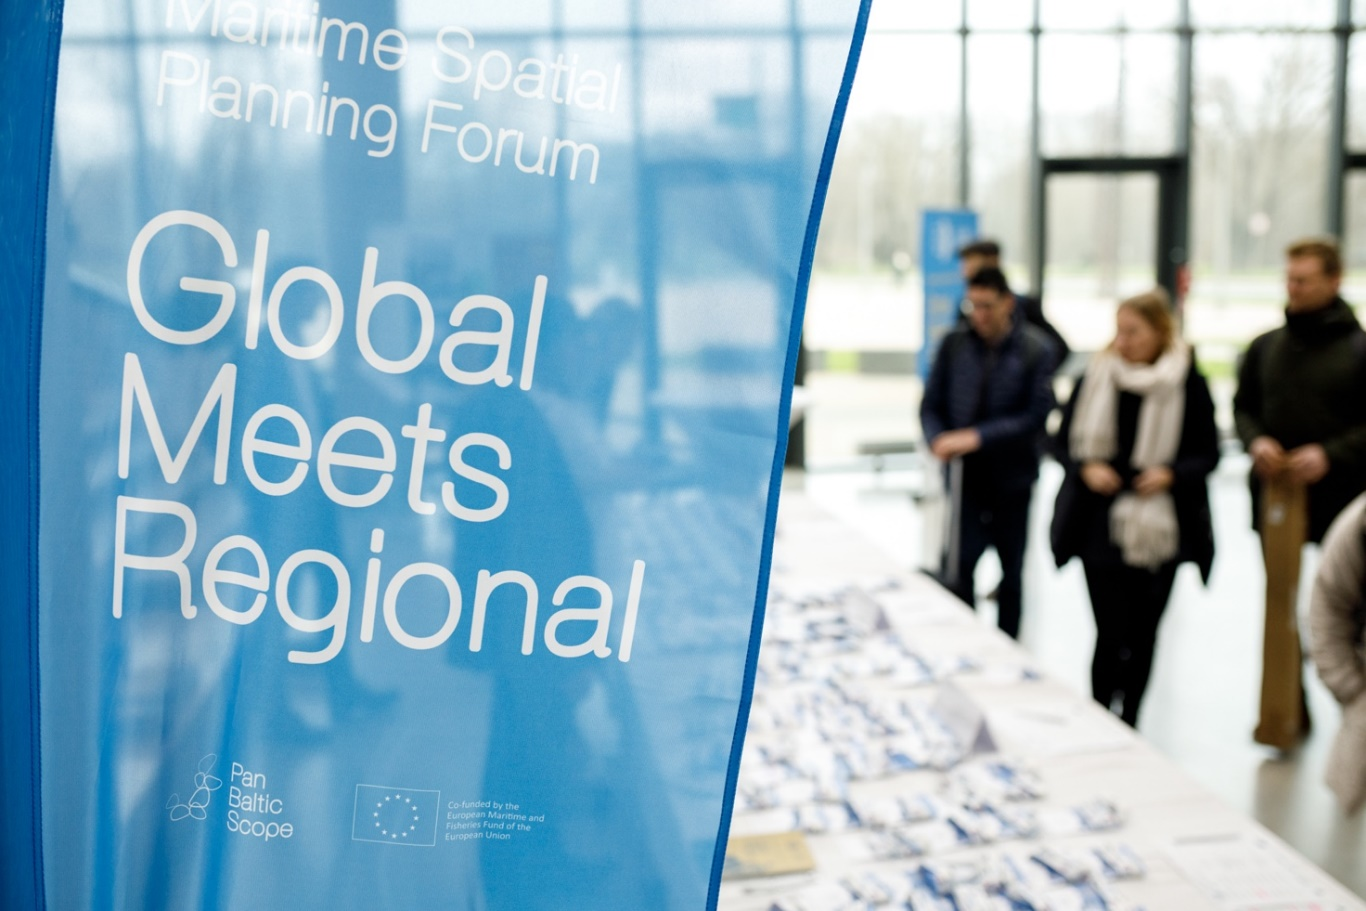 Maritime Spatial
Planning Forum
Global
Meets
Regional
Pan
Baltic
Scope
Co-funded by the
European Maritime and
Fisheries Fund of the
European Union